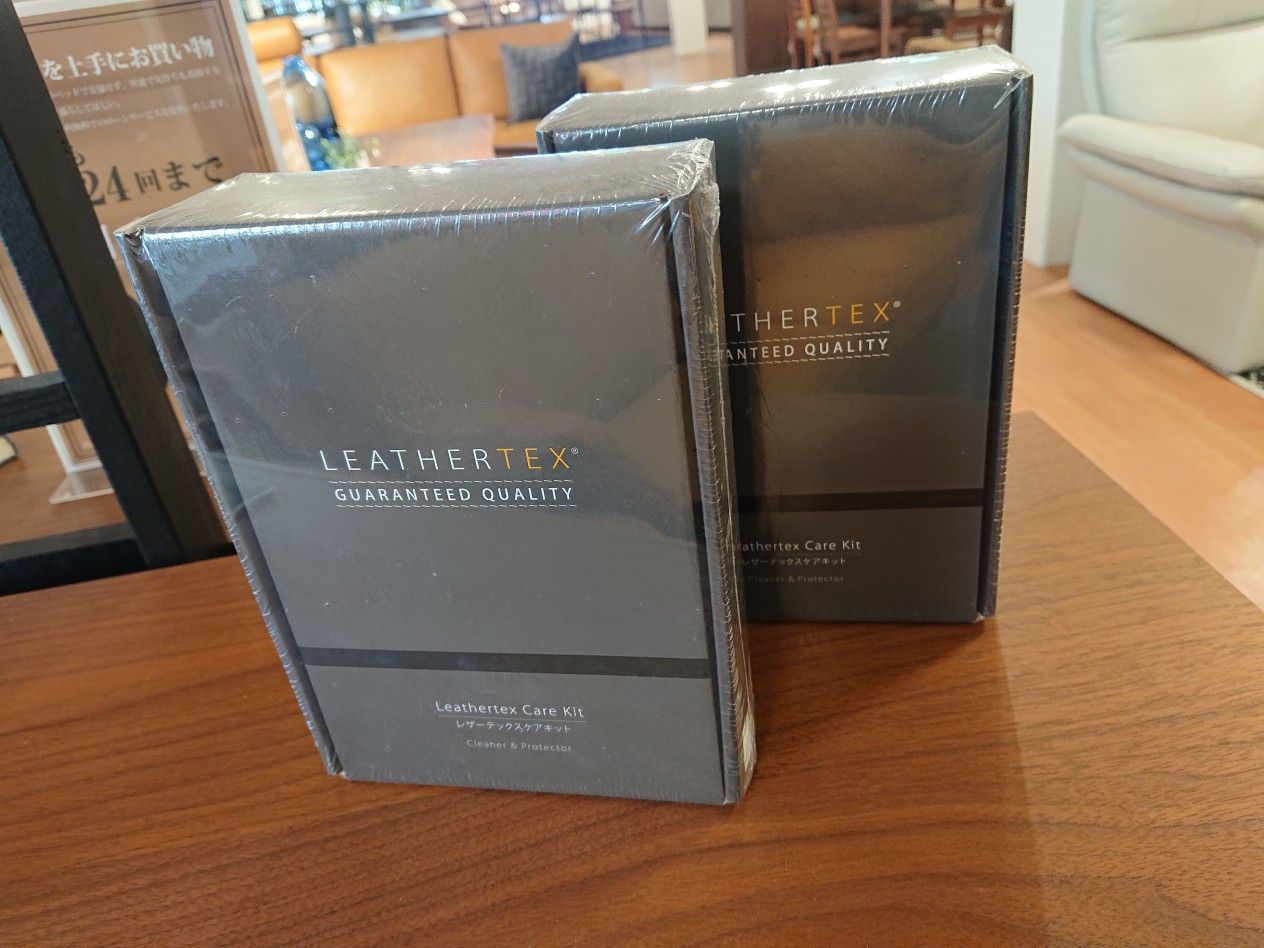 を上手にお買い物
24回まで
LEATHERTEX®
GUARANTEED QUALITY
Leathertex Care Kit
レザーテックスケアキット
Cleaher & Protector
THERTEX®
ANTEED QUALITY
eathertex Care Kit
レザーテックスケアキット
Cleaner & Protector